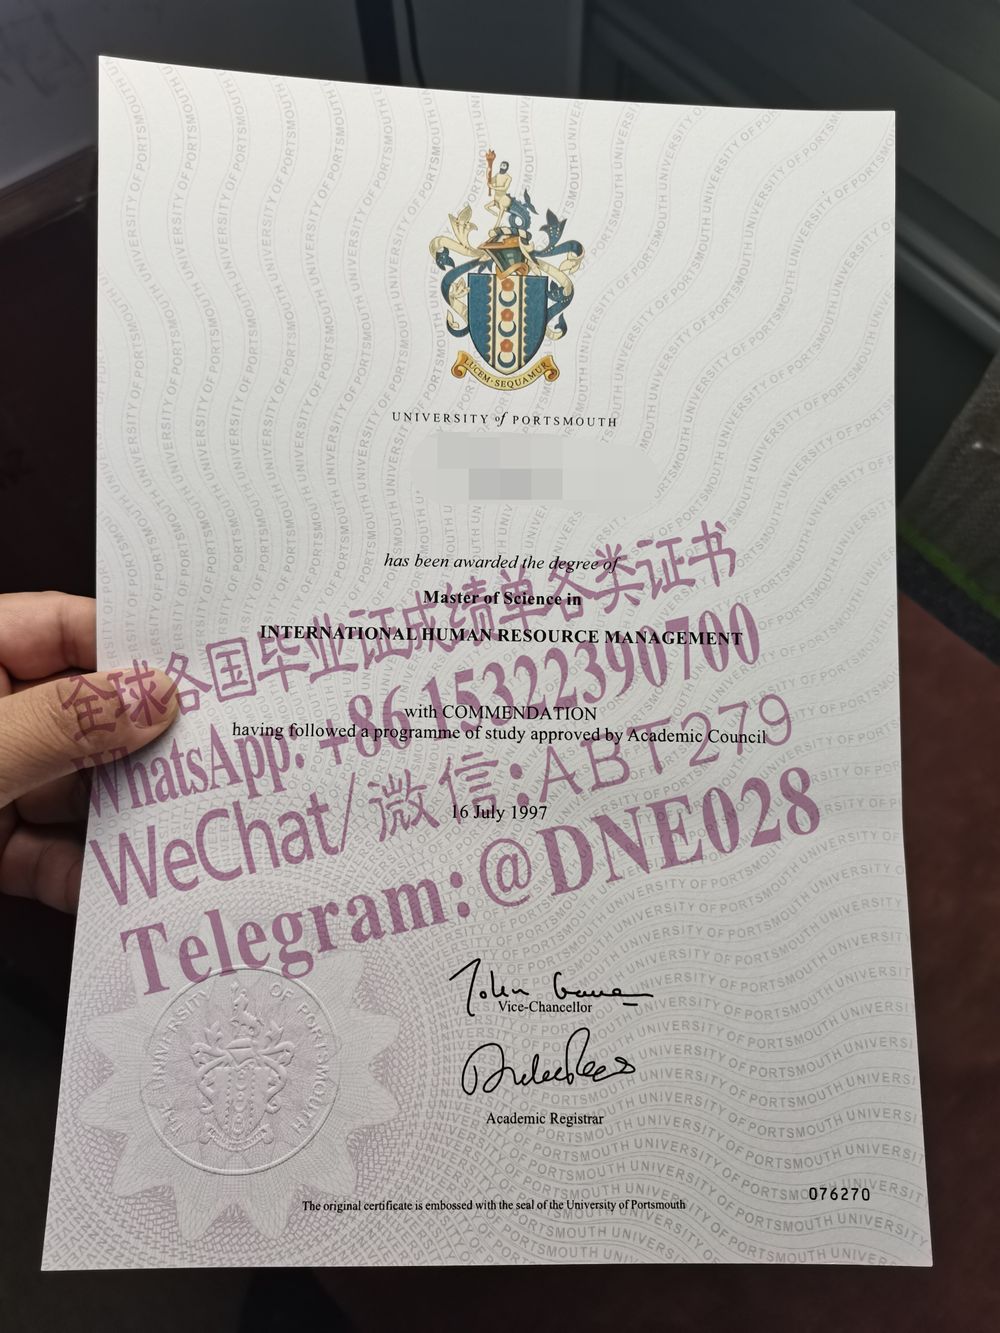 LUCEM·SEQUAMUR
UNIVERSITY of PORTSMOUTH
has been awarded the degree of
Master of Science in
INTERNATIONAL HUMAN RESOURCE MANAGEMENT
with COMMENDATION
having followed a programme of study approved by Academic Council
16 July 1997
全球各国毕业证成绩单各类证书
WhatsApp: +86 15322390700
WeChat/微信:ABT279
Telegram:@DNE028
Vice-Chancellor
Academic Registrar
The original certificate is embossed with the seal of the University of Portsmouth
076270